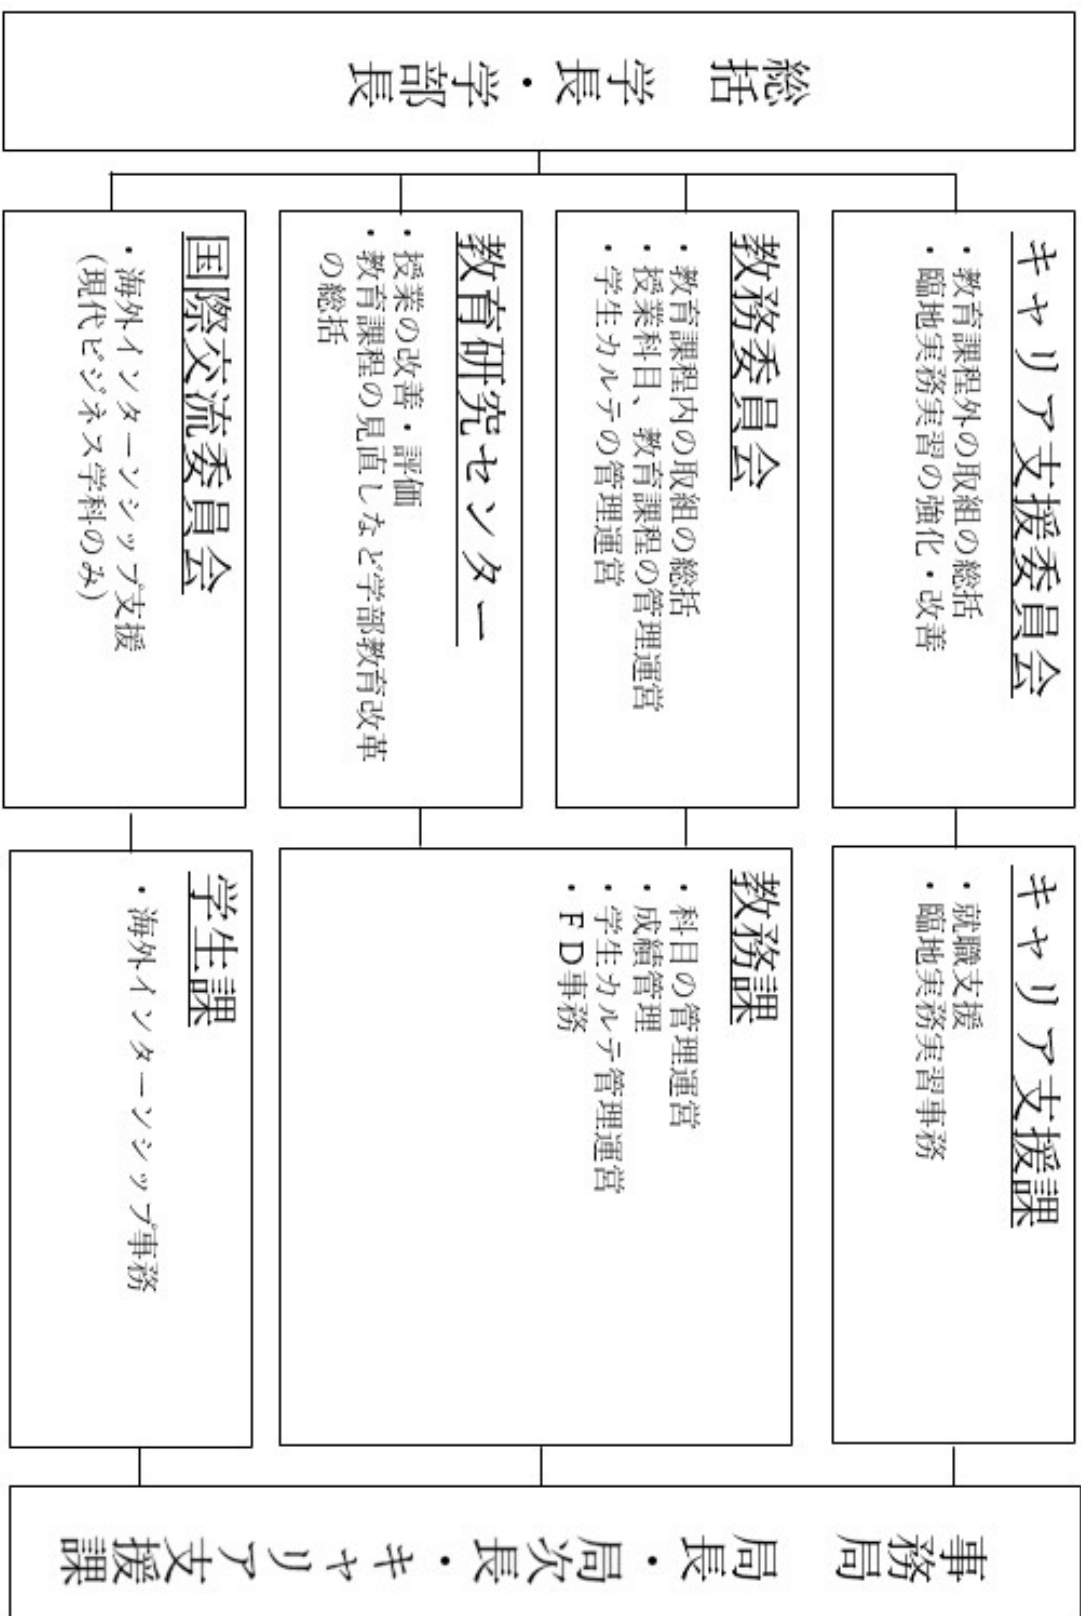 総括　学長・学部長
キャリア支援委員会
・教育課程外の取組の総括
・臨地実務実習の強化・改善
教務委員会
・教育課程内の取組の総括
・授業科目、教育課程の管理運営
・学生カルテの管理運営
教育研究センター
・授業の改善・評価
・教育課程の見直しなど学部教育改革
の総括
国際交流委員会
・海外インターンシップ支援
(現代ビジネス学科のみ)
キャリア支援課
・就職支援
・臨地実務実習事務
教務課
・科目の管理運営
・成績管理
・学生カルテ管理運営
・ＦＤ事務
学生課
・海外インターンシップ事務
事務局　局長・局次長・キャリア支援課